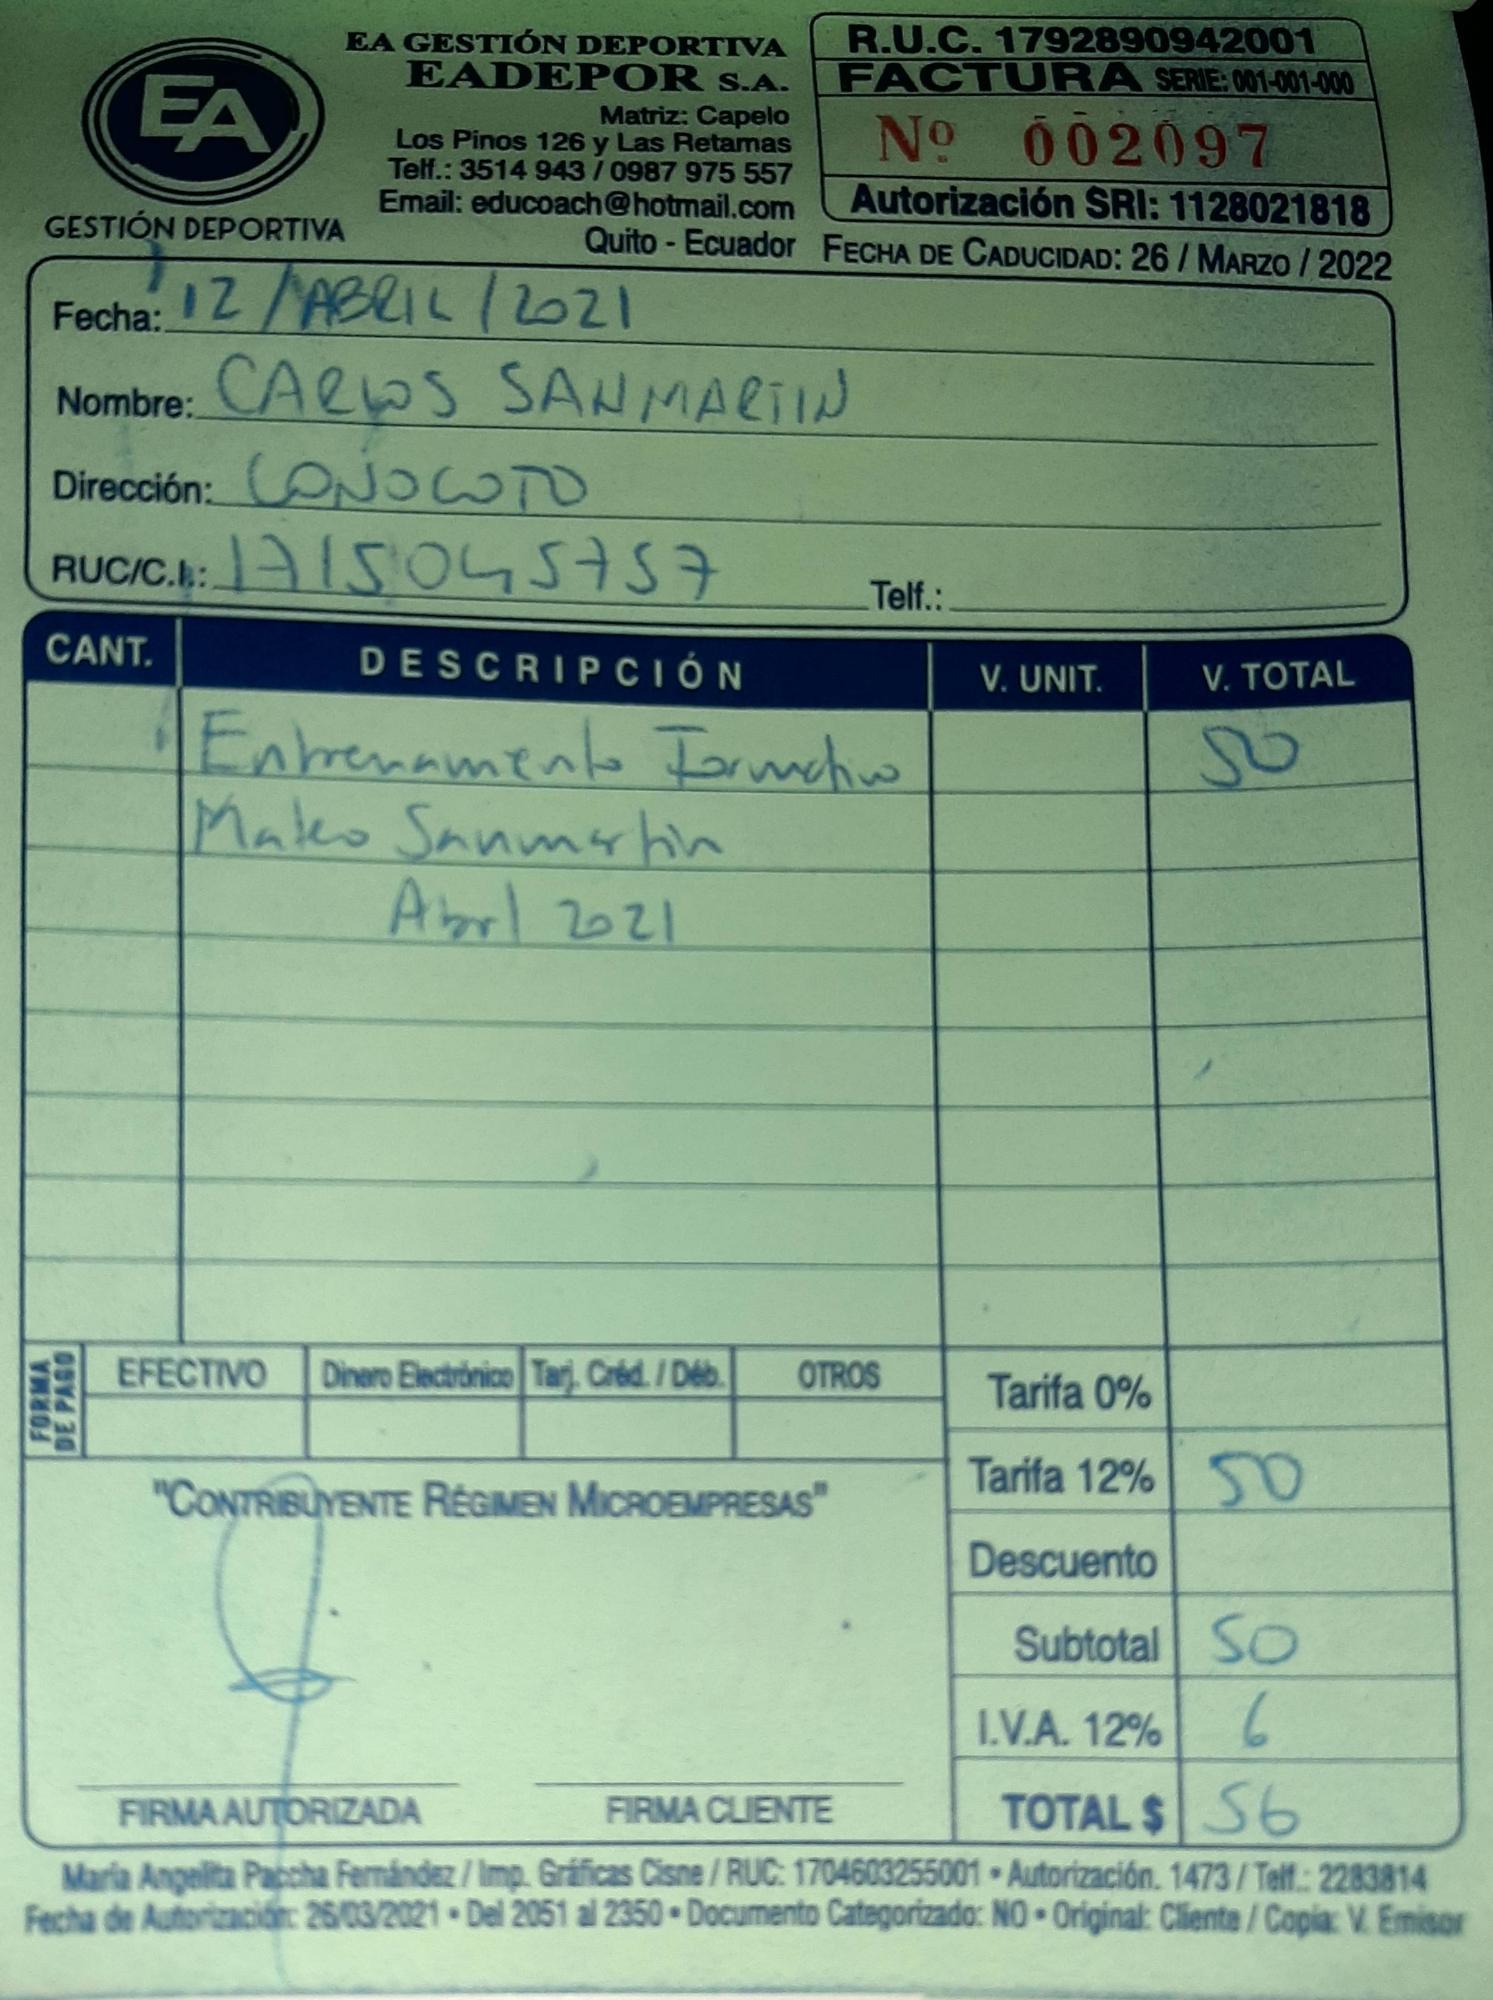 EA
GESTIÓN DEPORTIVA
EA GESTIÓN DEPORTIVA
EADEPOR S.A.
Matriz: Capelo
Los Pinos 126 y Las Retamas
Telf.: 3514 943 / 0987 975 557
Email: educoach@hotmail.com
Quito - Ecuador
R.U.C. 1792890942001
FACTURA SERIE: 001-001-000
Nº 002097
Autorización SRI: 1128021818
FECHA DE CADUCIDAD: 26 / MARZO / 2022
Fecha: 12 / ABRIL / 2021
Nombre: CARLOS SANMARTIN
Dirección: CONOCOTO
RUC/C.I.: 1715045757 Telf.:
CANT. DESCRIPCIÓN V. UNIT. V. TOTAL
Entrenamiento Formativo 50
Mateo Sanmartin
Abril 2021
FORMA DE PAGO EFECTIVO Dinero Electrónico Tarj. Créd. / Déb. OTROS
Tarifa 0%
Tarifa 12% 50
Descuento
Subtotal 50
I.V.A. 12% 6
TOTAL $ 56
"CONTRIBUYENTE RÉGIMEN MICROEMPRESAS"
FIRMA AUTORIZADA FIRMA CLIENTE
María Angelita Paccha Fernández / Imp. Gráficas Cisne / RUC: 1704603255001 • Autorización. 1473 / Telf.: 2283814
Fecha de Autorización: 26/03/2021 • Del 2051 al 2350 • Documento Categorizado: NO • Original: Cliente / Copia: V. Emisor